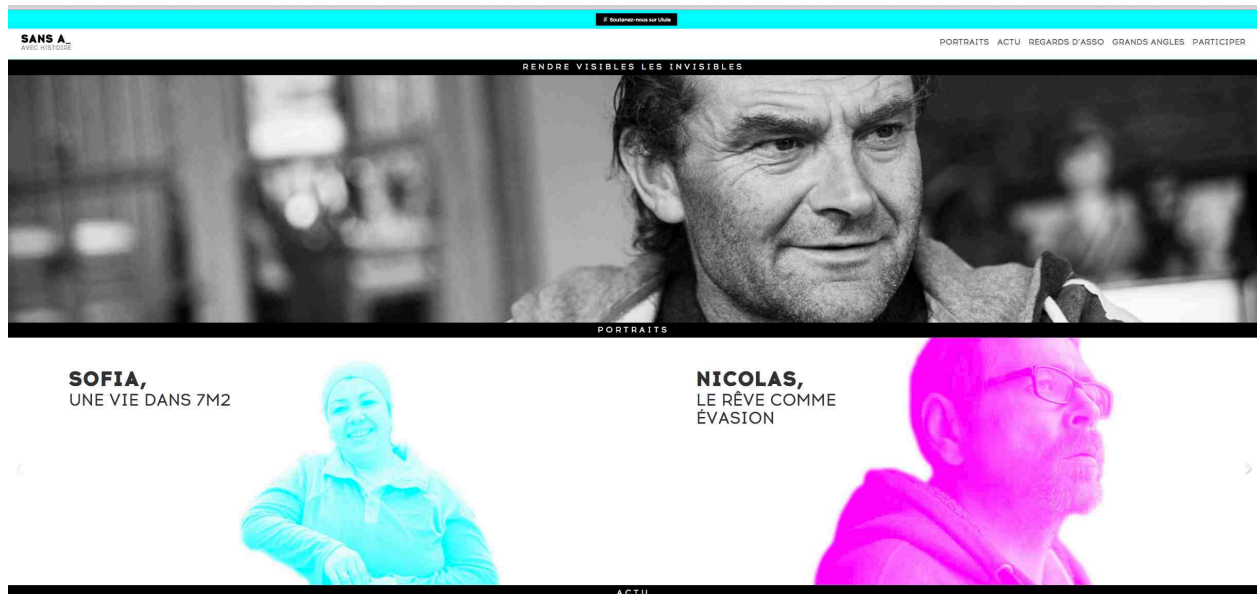 # Soutenez-nous sur Ulule
SANS A_
AVEC HISTOIRE
PORTRAITS ACTU REGARDS D'ASSO GRANDS ANGLES PARTICIPER
RENDRE VISIBLES LES INVISIBLES
PORTRAITS
SOFIA,
UNE VIE DANS 7M2
NICOLAS,
LE RÊVE COMME
ÉVASION
ACTU